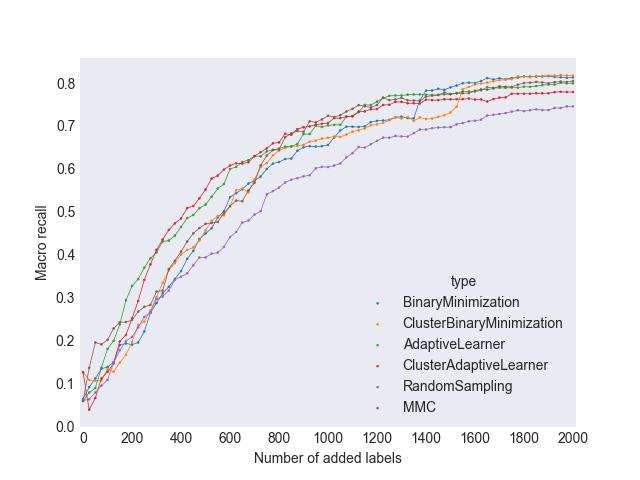 0.8
0.7
0.6
0.5
0.4
0.3
0.2
0.1
0.0
Macro recall
0 200 400 600 800 1000 1200 1400 1600 1800 2000
Number of added labels
type
BinaryMinimization
ClusterBinaryMinimization
AdaptiveLearner
ClusterAdaptiveLearner
RandomSampling
MMC